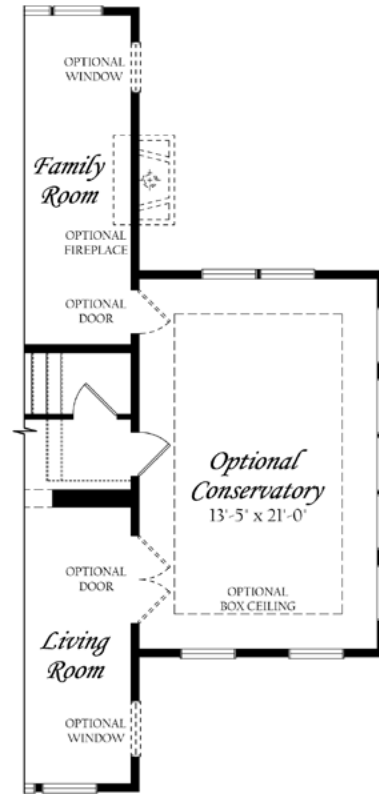 OPTIONAL
WINDOW
Family
Room
OPTIONAL
FIREPLACE
OPTIONAL
DOOR
Optional
Conservatory
13'-5" x 21'-0"
OPTIONAL
BOX CEILING
OPTIONAL
DOOR
Living
Room
OPTIONAL
WINDOW